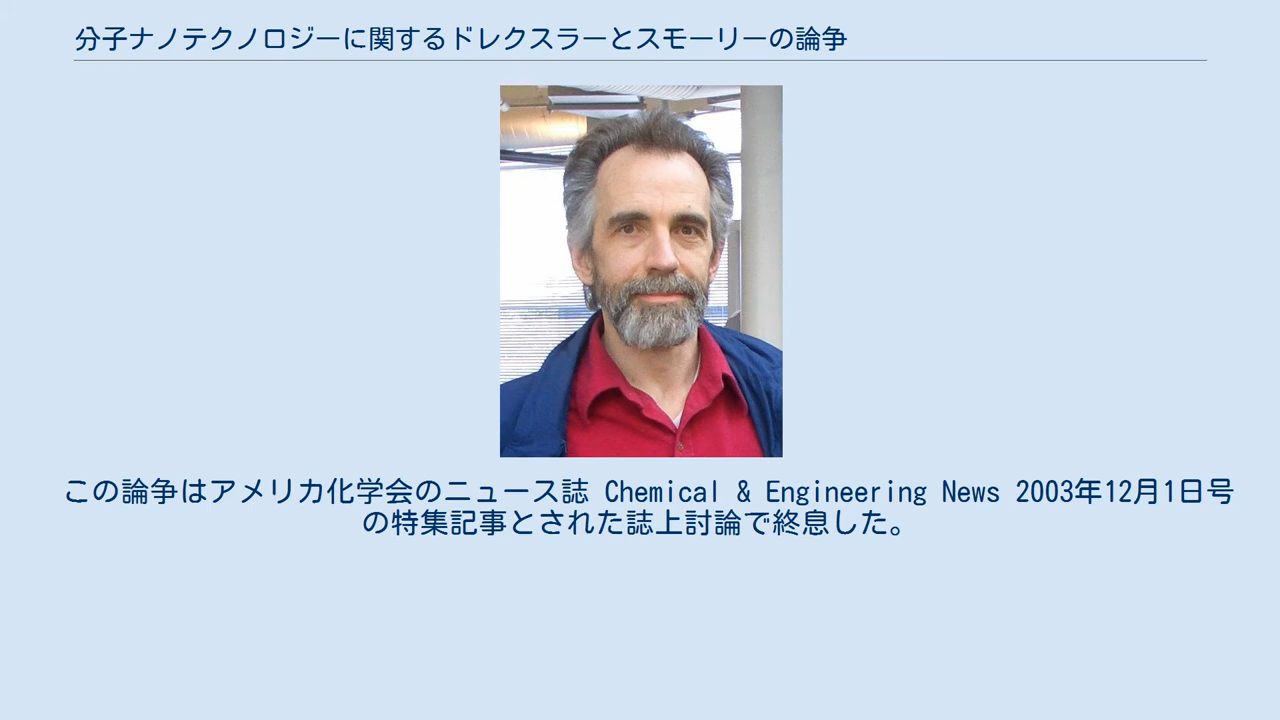 分子ナノテクノロジーに関するドレクスラーとスモーリーの論争
この論争はアメリカ化学会のニュース誌 Chemical & Engineering News 2003年12月1日号
の特集記事とされた誌上討論で終息した。